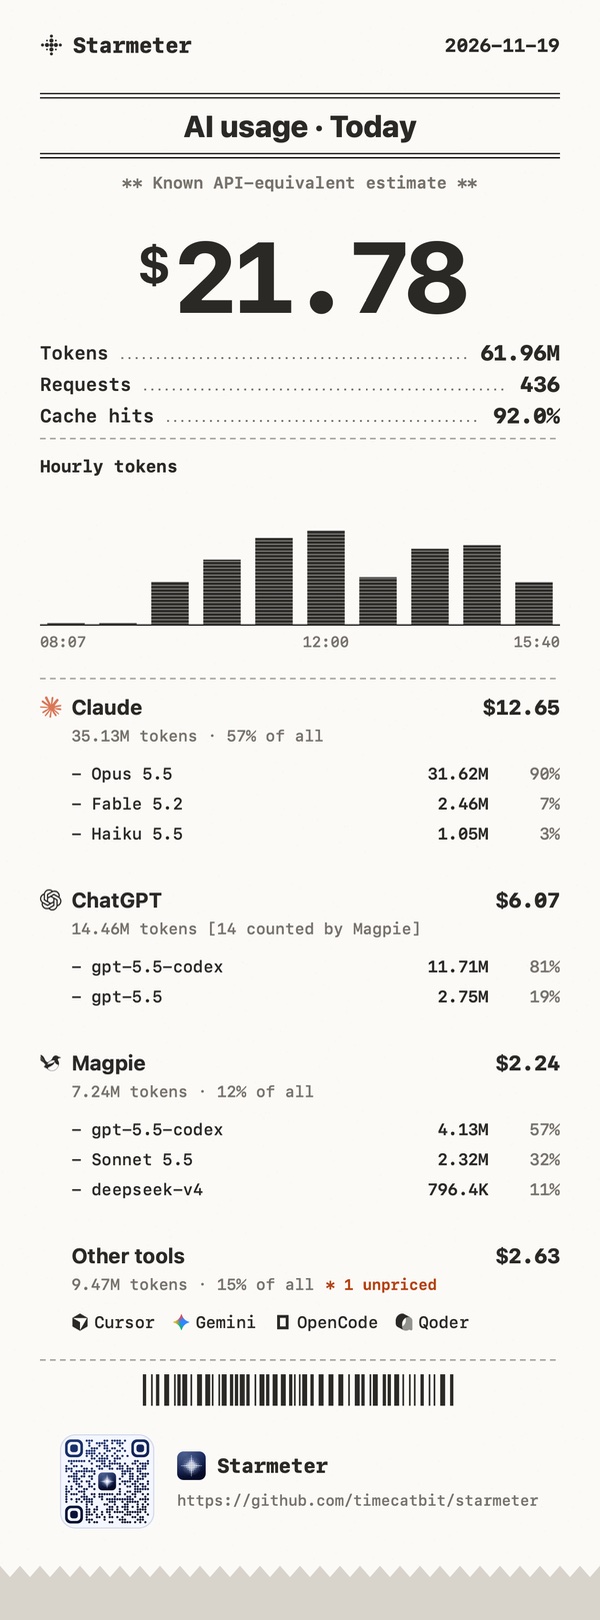 Starmeter 2026-11-19
AI usage · Today
** Known API-equivalent estimate **
$21.78
Tokens 61.96M
Requests 436
Cache hits 92.0%
Hourly tokens
08:07 12:00 15:40
Claude $12.65
35.13M tokens · 57% of all
– Opus 5.5 31.62M 90%
– Fable 5.2 2.46M 7%
– Haiku 5.5 1.05M 3%
ChatGPT $6.07
14.46M tokens [14 counted by Magpie]
– gpt-5.5-codex 11.71M 81%
– gpt-5.5 2.75M 19%
Magpie $2.24
7.24M tokens · 12% of all
– gpt-5.5-codex 4.13M 57%
– Sonnet 5.5 2.32M 32%
– deepseek-v4 796.4K 11%
Other tools $2.63
9.47M tokens · 15% of all * 1 unpriced
Cursor Gemini OpenCode Qoder
Starmeter
https://github.com/timecatbit/starmeter